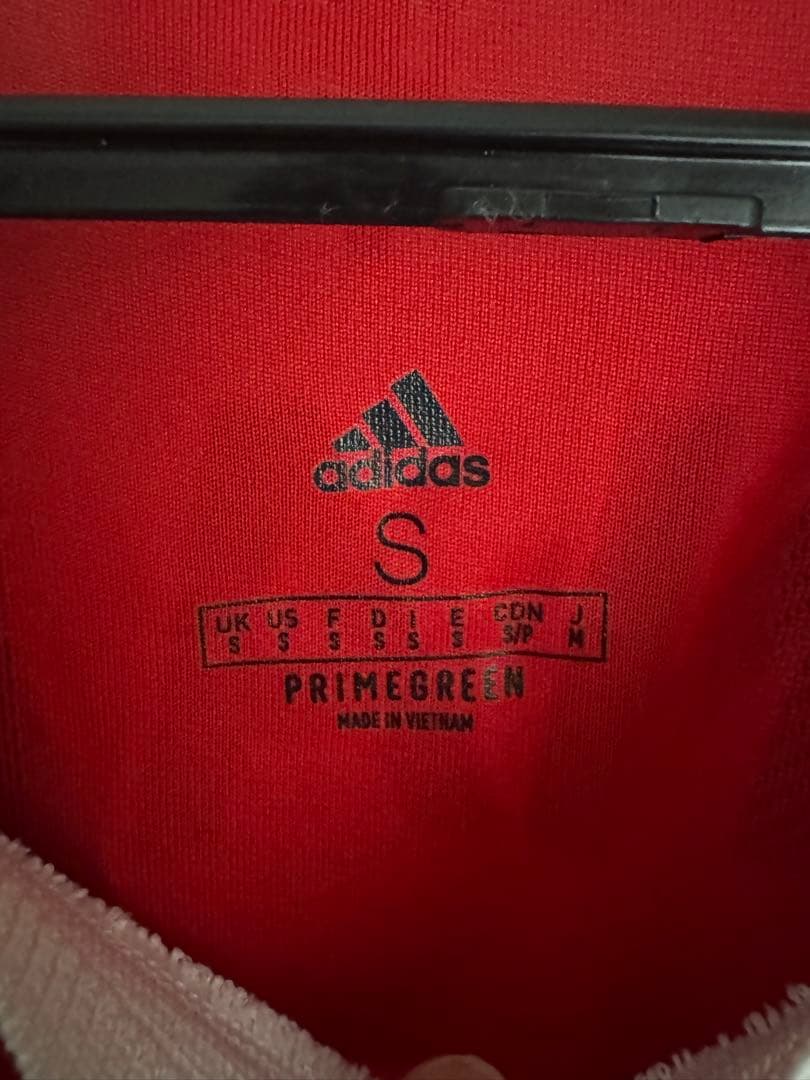 adidas
S
UK US F D I E CDN J
S S S S S S S/P M
PRIMEGREEN
MADE IN VIETNAM